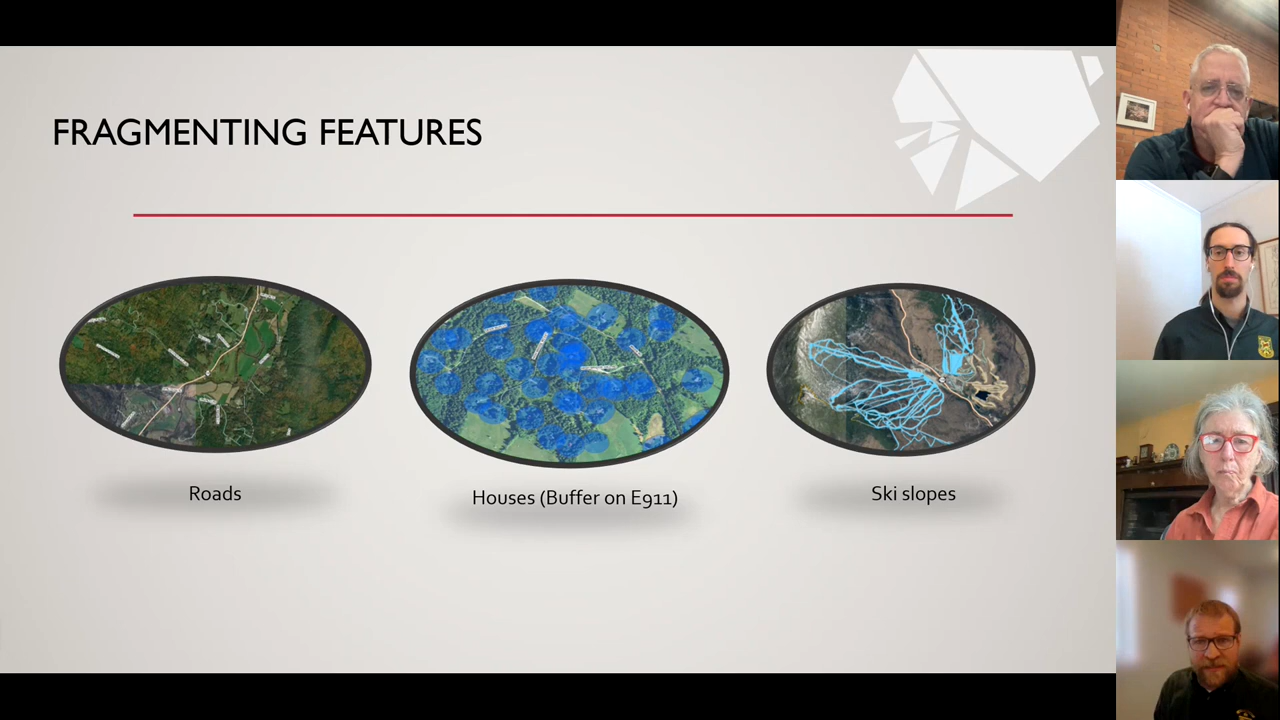 FRAGMENTING FEATURES
Roads
Houses (Buffer on E911)
Ski slopes